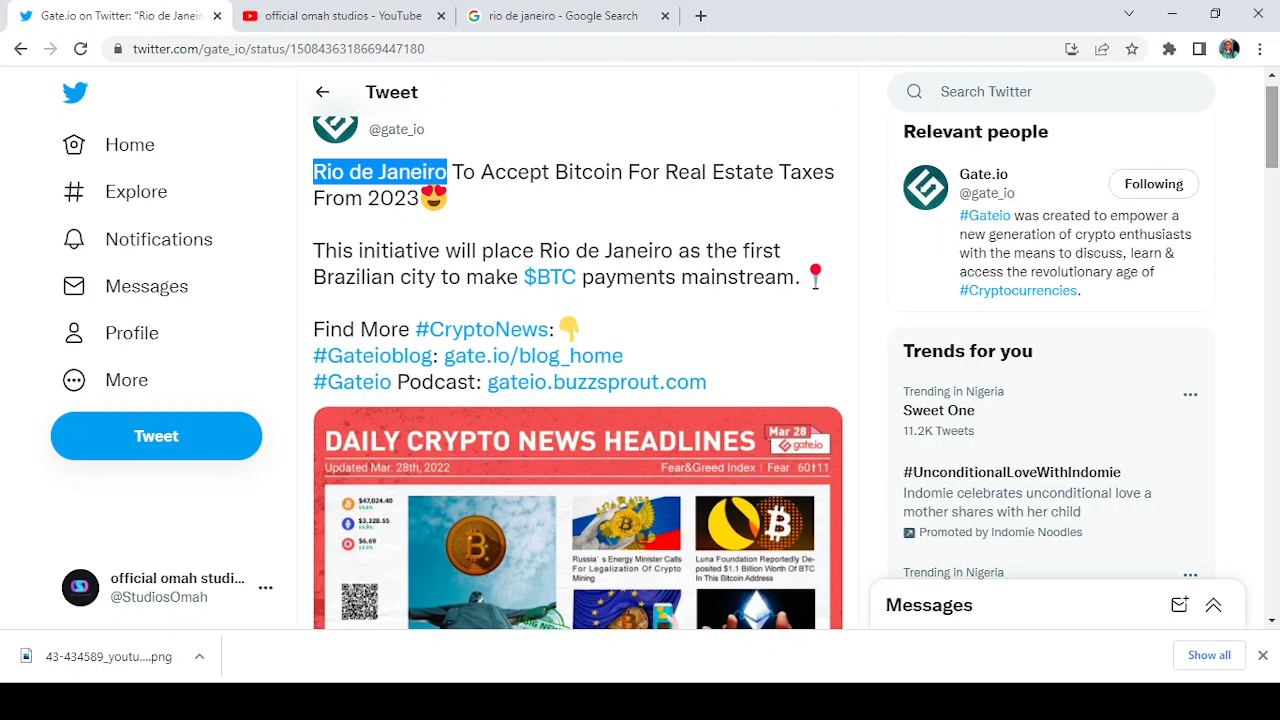 Gate.io on Twitter: "Rio de Janeir
official omah studios - YouTube
rio de janeiro - Google Search
twitter.com/gate_io/status/1508436318669447180
Home
Explore
Notifications
Messages
Profile
More
Tweet
official omah studi...
@StudiosOmah
Tweet
@gate_io
Rio de Janeiro To Accept Bitcoin For Real Estate Taxes
From 2023😍
This initiative will place Rio de Janeiro as the first
Brazilian city to make $BTC payments mainstream. 📍
Find More #CryptoNews:👇
#Gateioblog: gate.io/blog_home
#Gateio Podcast: gateio.buzzsprout.com
DAILY CRYPTO NEWS HEADLINES
Mar 28
gate.io
Updated Mar. 28th, 2022
Fear&Greed Index | Fear 60↑11
$47,024.40
$3,328.55
$6.69
Russia's Energy Minister Calls
For Legalization Of Crypto
Mining
Luna Foundation Reportedly De-
posited $1.1 Billion Worth Of BTC
In This Bitcoin Address
Search Twitter
Relevant people
Gate.io
@gate_io
Following
#Gateio was created to empower a
new generation of crypto enthusiasts
with the means to discuss, learn &
access the revolutionary age of
#Cryptocurrencies.
Trends for you
Trending in Nigeria
Sweet One
11.2K Tweets
#UnconditionalLoveWithIndomie
Indomie celebrates unconditional love a
mother shares with her child
Promoted by Indomie Noodles
Trending in Nigeria
Messages
43-434589_youtu....png
Show all